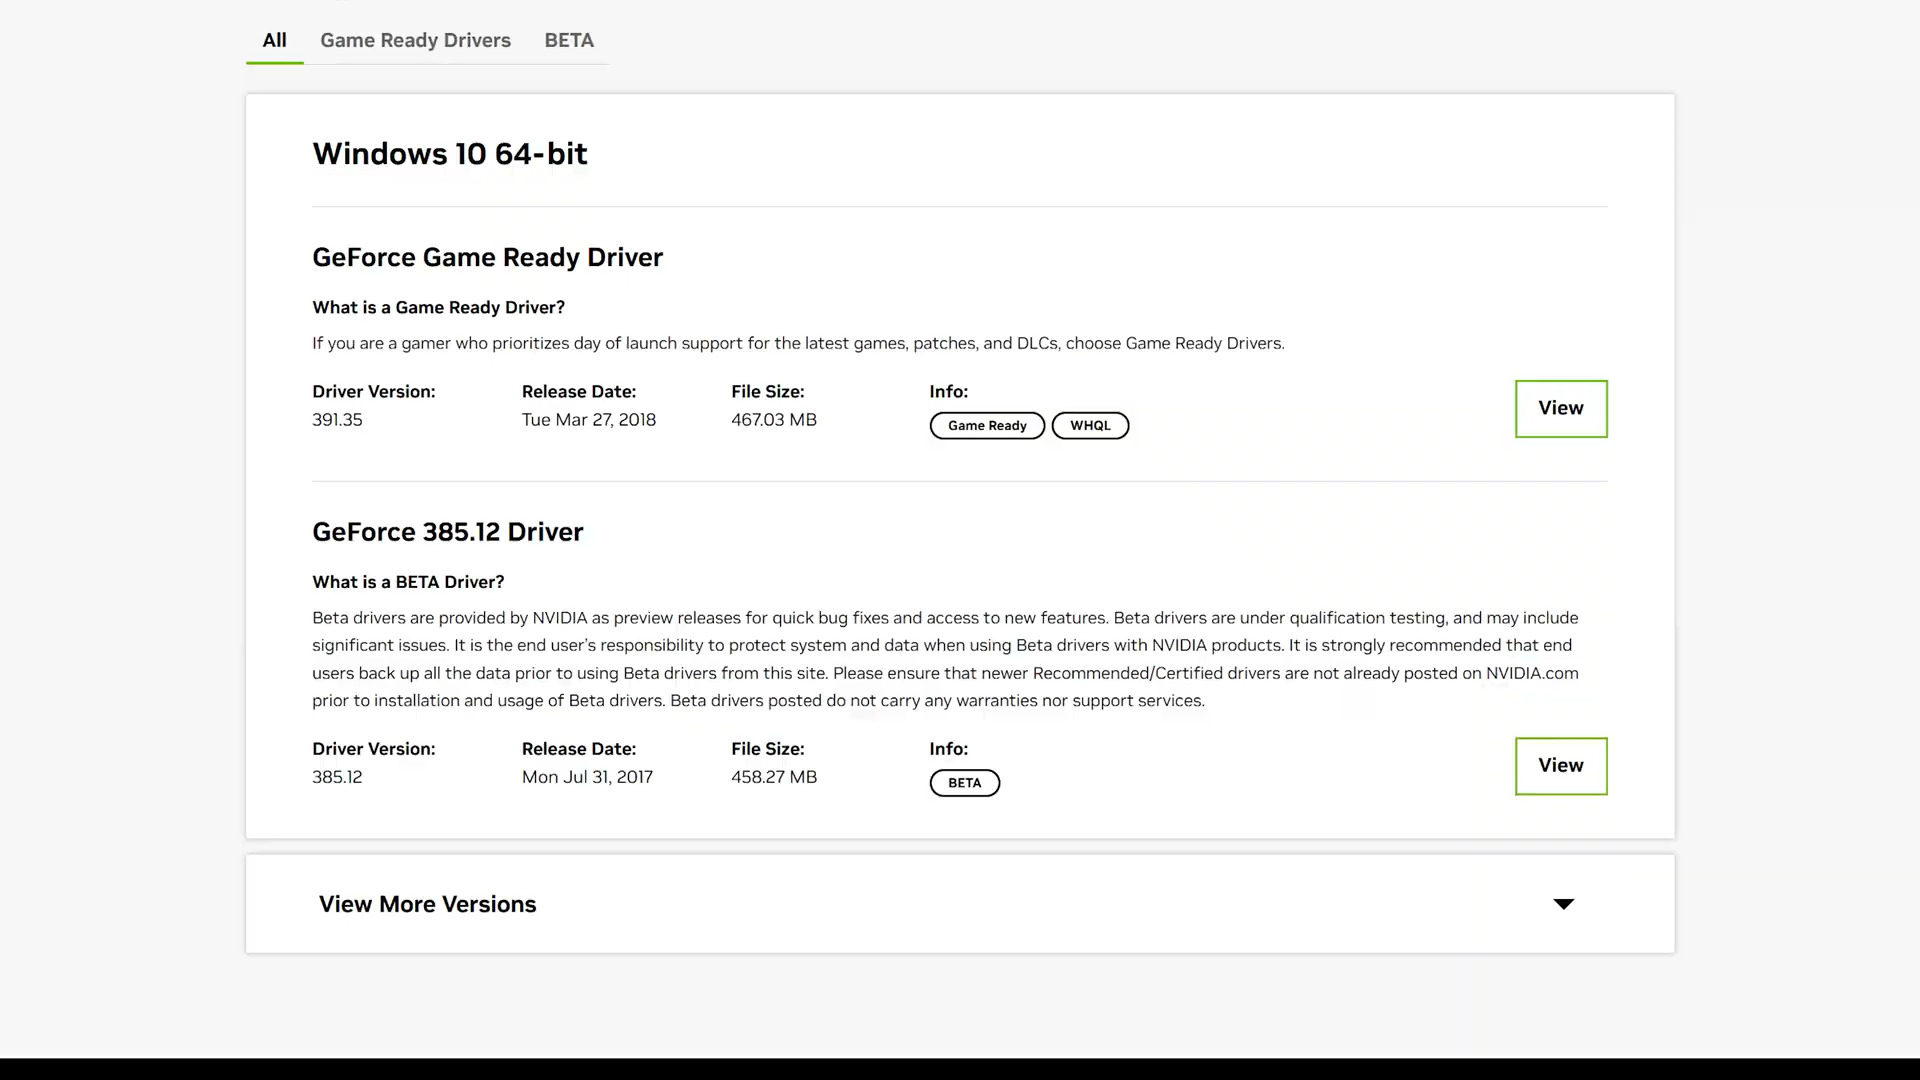 All Game Ready Drivers BETA
Windows 10 64-bit
GeForce Game Ready Driver
What is a Game Ready Driver?
If you are a gamer who prioritizes day of launch support for the latest games, patches, and DLCs, choose Game Ready Drivers.
Driver Version: Release Date: File Size: Info:
391.35 Tue Mar 27, 2018 467.03 MB Game Ready WHQL View
GeForce 385.12 Driver
What is a BETA Driver?
Beta drivers are provided by NVIDIA as preview releases for quick bug fixes and access to new features. Beta drivers are under qualification testing, and may include
significant issues. It is the end user's responsibility to protect system and data when using Beta drivers with NVIDIA products. It is strongly recommended that end
users back up all the data prior to using Beta drivers from this site. Please ensure that newer Recommended/Certified drivers are not already posted on NVIDIA.com
prior to installation and usage of Beta drivers. Beta drivers posted do not carry any warranties nor support services.
Driver Version: Release Date: File Size: Info:
385.12 Mon Jul 31, 2017 458.27 MB BETA View
View More Versions